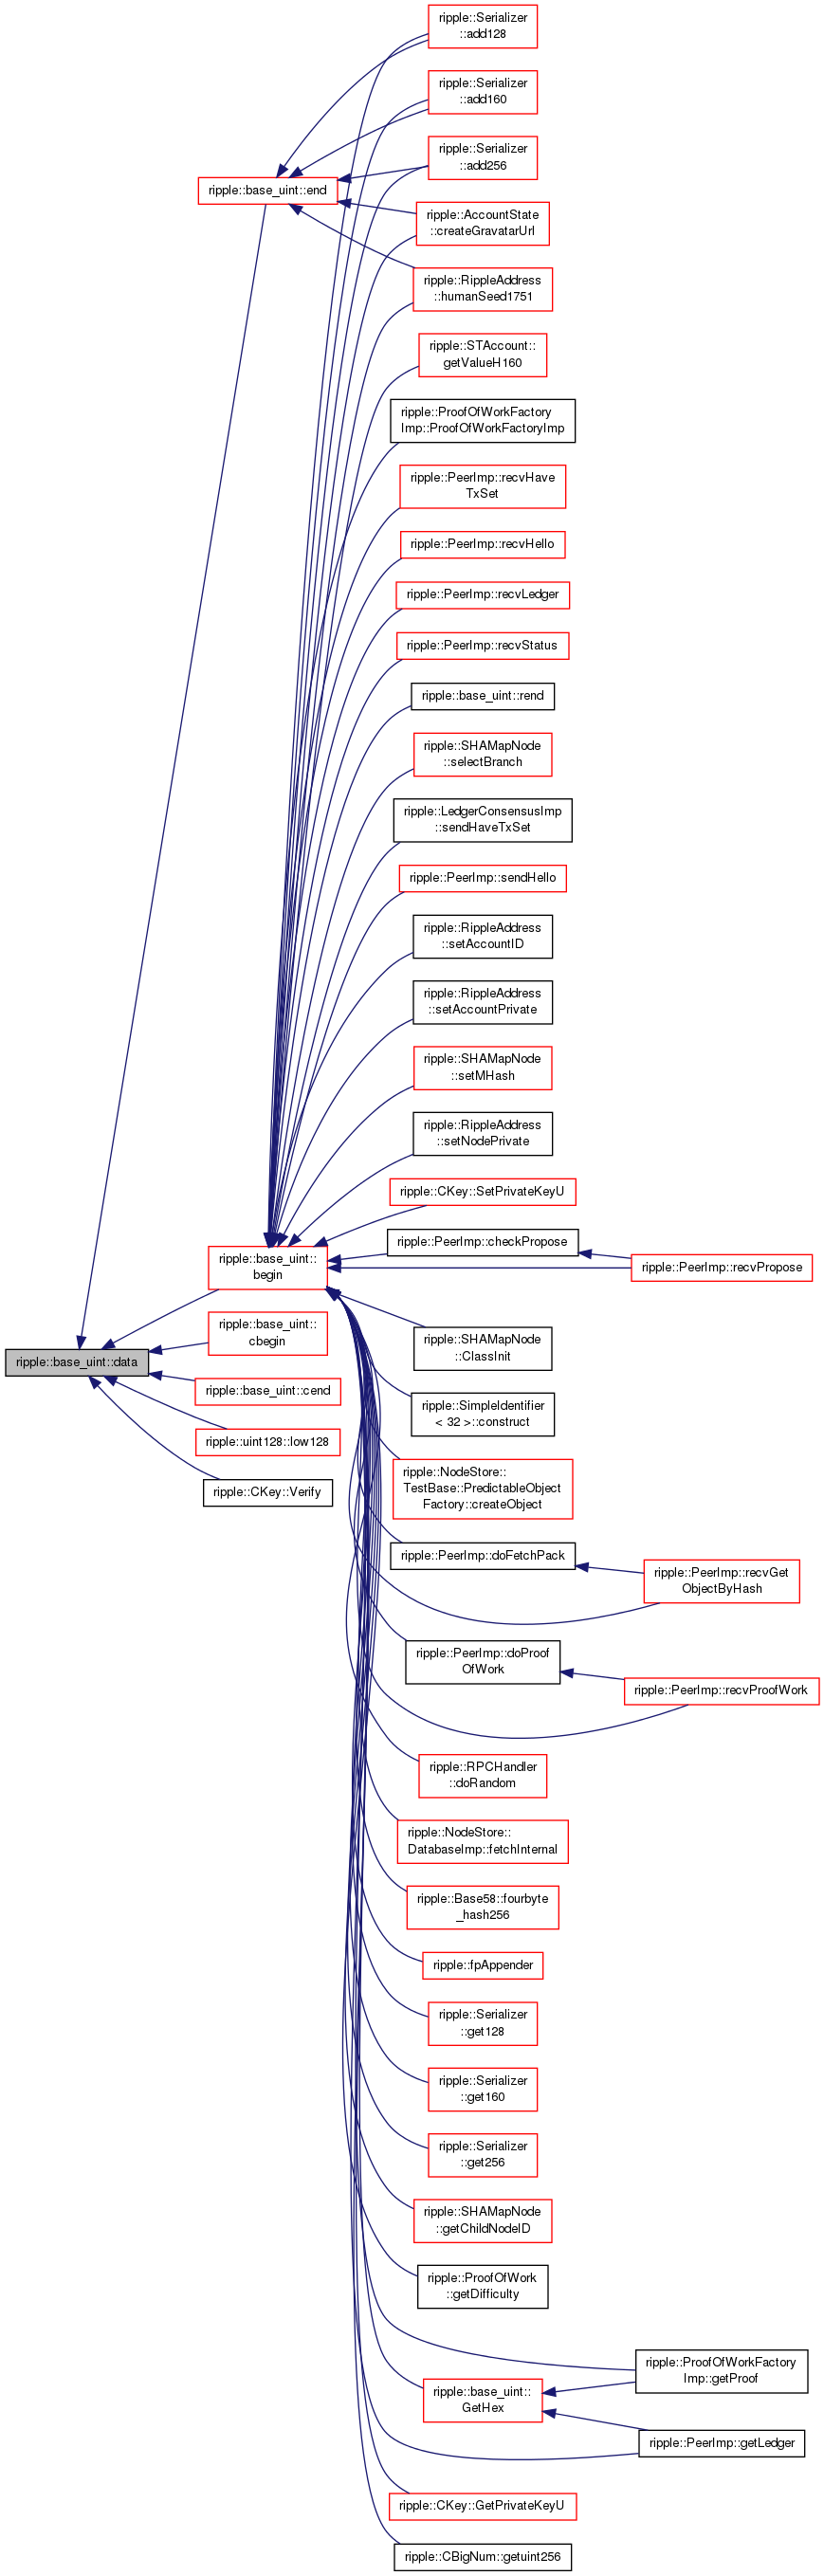 ripple::Serializer
::add128
ripple::Serializer
::add160
ripple::Serializer
::add256
ripple::base_uint::end
ripple::AccountState
::createGravatarUrl
ripple::RippleAddress
::humanSeed1751
ripple::STAccount::
getValueH160
ripple::ProofOfWorkFactory
Imp::ProofOfWorkFactoryImp
ripple::PeerImp::recvHave
TxSet
ripple::PeerImp::recvHello
ripple::PeerImp::recvLedger
ripple::PeerImp::recvStatus
ripple::base_uint::rend
ripple::SHAMapNode
::selectBranch
ripple::LedgerConsensusImp
::sendHaveTxSet
ripple::PeerImp::sendHello
ripple::RippleAddress
::setAccountID
ripple::RippleAddress
::setAccountPrivate
ripple::SHAMapNode
::setMHash
ripple::RippleAddress
::setNodePrivate
ripple::CKey::SetPrivateKeyU
ripple::PeerImp::checkPropose
ripple::base_uint::
begin
ripple::PeerImp::recvPropose
ripple::base_uint::
cbegin
ripple::SHAMapNode
::ClassInit
ripple::base_uint::data
ripple::base_uint::cend
ripple::SimpleIdentifier
< 32 >::construct
ripple::uint128::low128
ripple::CKey::Verify
ripple::NodeStore::
TestBase::PredictableObject
Factory::createObject
ripple::PeerImp::doFetchPack
ripple::PeerImp::recvGet
ObjectByHash
ripple::PeerImp::doProof
OfWork
ripple::PeerImp::recvProofWork
ripple::RPCHandler
::doRandom
ripple::NodeStore::
DatabaseImp::fetchInternal
ripple::Base58::fourbyte
_hash256
ripple::fpAppender
ripple::Serializer
::get128
ripple::Serializer
::get160
ripple::Serializer
::get256
ripple::SHAMapNode
::getChildNodeID
ripple::ProofOfWork
::getDifficulty
ripple::ProofOfWorkFactory
Imp::getProof
ripple::base_uint::
GetHex
ripple::PeerImp::getLedger
ripple::CKey::GetPrivateKeyU
ripple::CBigNum::getuint256